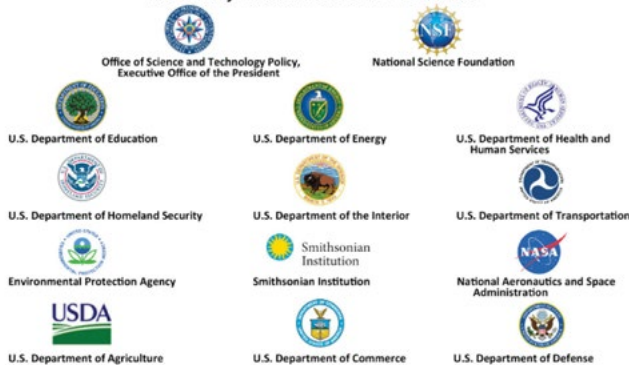 NSF
Office of Science and Technology Policy,
Executive Office of the President
National Science Foundation
U.S. Department of Education
U.S. Department of Energy
U.S. Department of Health and
Human Services
U.S. Department of Homeland Security
U.S. Department of the Interior
U.S. Department of Transportation
Smithsonian
Institution
NASA
Environmental Protection Agency
Smithsonian Institution
National Aeronautics and Space
Administration
USDA
U.S. Department of Agriculture
U.S. Department of Commerce
U.S. Department of Defense